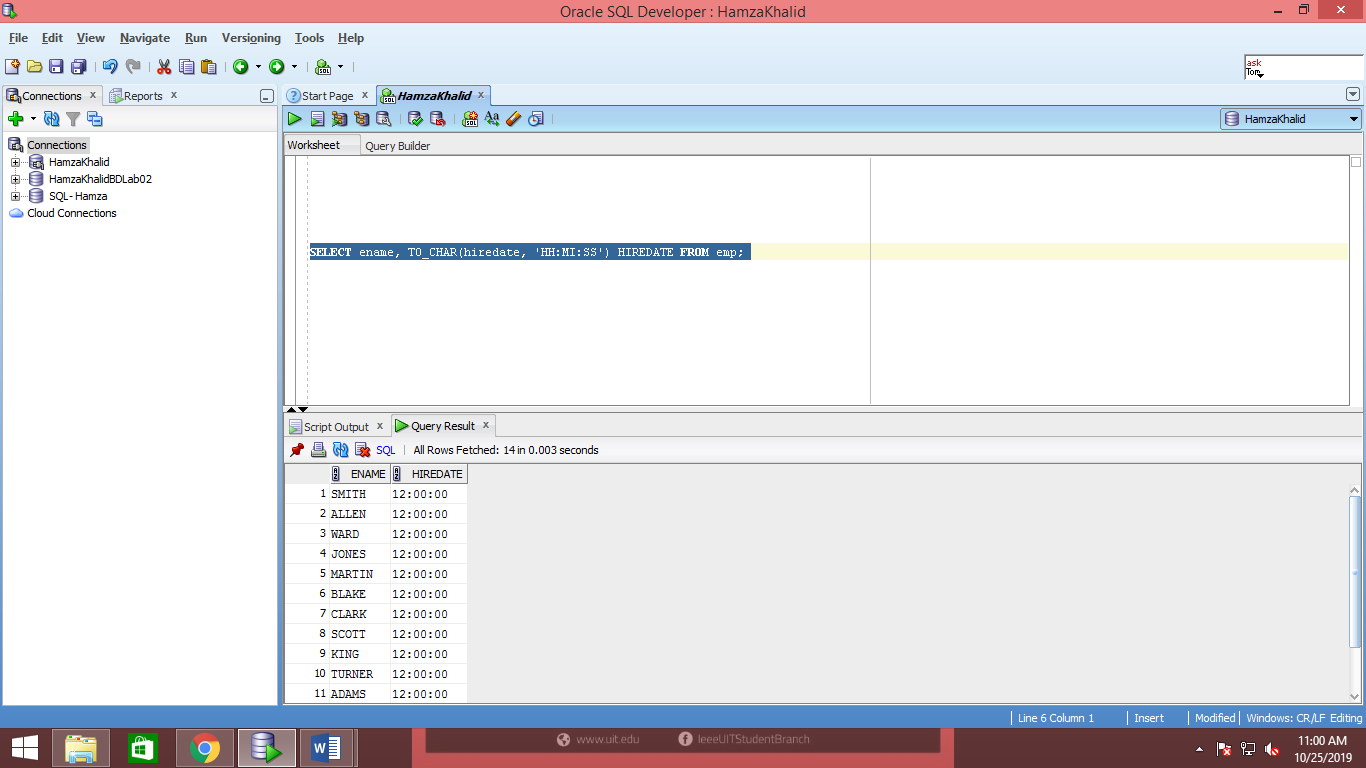 Oracle SQL Developer : HamzaKhalid
File Edit View Navigate Run Versioning Tools Help
ask
Tom
Connections x Reports x
Start Page x HamzaKhalid x
HamzaKhalid
Connections
HamzaKhalid
HamzaKhalidBDLab02
SQL- Hamza
Cloud Connections
Worksheet Query Builder
SELECT ename, TO_CHAR(hiredate, 'HH:MI:SS') HIREDATE FROM emp;
Script Output x Query Result x
SQL | All Rows Fetched: 14 in 0.003 seconds
ENAME HIREDATE
1 SMITH 12:00:00
2 ALLEN 12:00:00
3 WARD 12:00:00
4 JONES 12:00:00
5 MARTIN 12:00:00
6 BLAKE 12:00:00
7 CLARK 12:00:00
8 SCOTT 12:00:00
9 KING 12:00:00
10 TURNER 12:00:00
11 ADAMS 12:00:00
Line 6 Column 1 Insert Modified Windows: CR/LF Editing
www.uit.edu IeeeUITStudentBranch
11:00 AM
10/25/2019